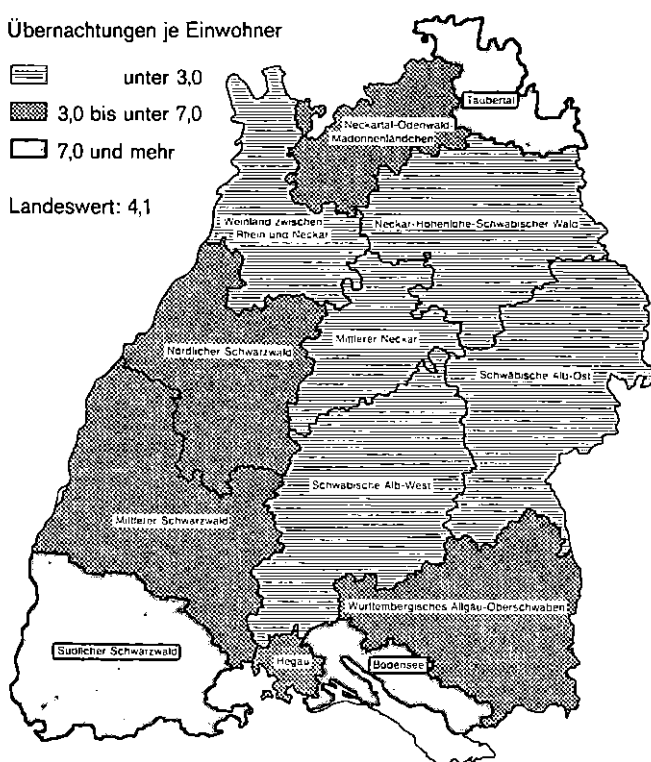 Übernachtungen je Einwohner
unter 3,0
3,0 bis unter 7,0
7,0 und mehr
Landeswert: 4,1
Taubertal
Neckartal-Odenwald-
Madonnenländchen
Weinland zwischen
Rhein und Neckar
Neckar-Hohenlohe-Schwäbischer Wald
Nördlicher Schwarzwald
Mittlerer Neckar
Schwäbische Alb-Ost
Schwäbische Alb-West
Mittlerer Schwarzwald
Württembergisches Allgäu-Oberschwaben
Südlicher Schwarzwald
Hegau
Bodensee